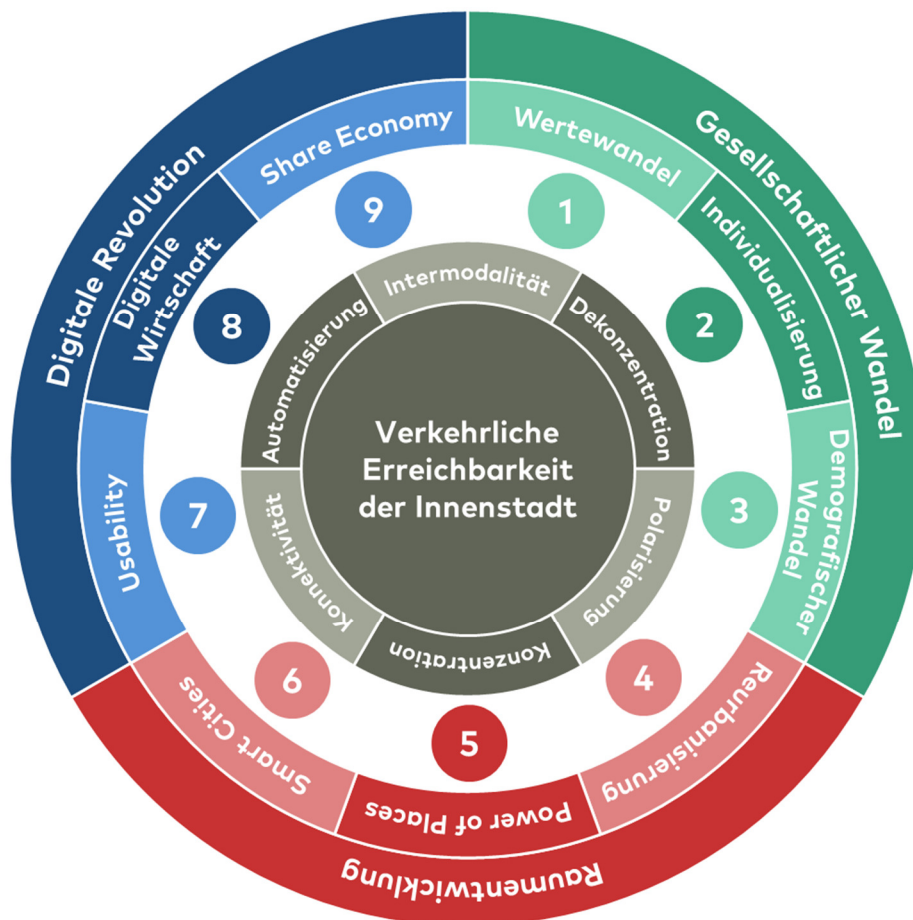 Gesellschaftlicher Wandel
Wertewandel
1
Individualisierung
2
Demografischer
Wandel
3
Raumentwicklung
Reurbanisierung
4
Power of Places
5
Smart Cities
6
Digitale Revolution
Usability
7
Digitale
Wirtschaft
8
Share Economy
9
Intermodalität
Dekonzentration
Polarisierung
Konzentration
Konnektivität
Automatisierung
Verkehrliche
Erreichbarkeit
der Innenstadt